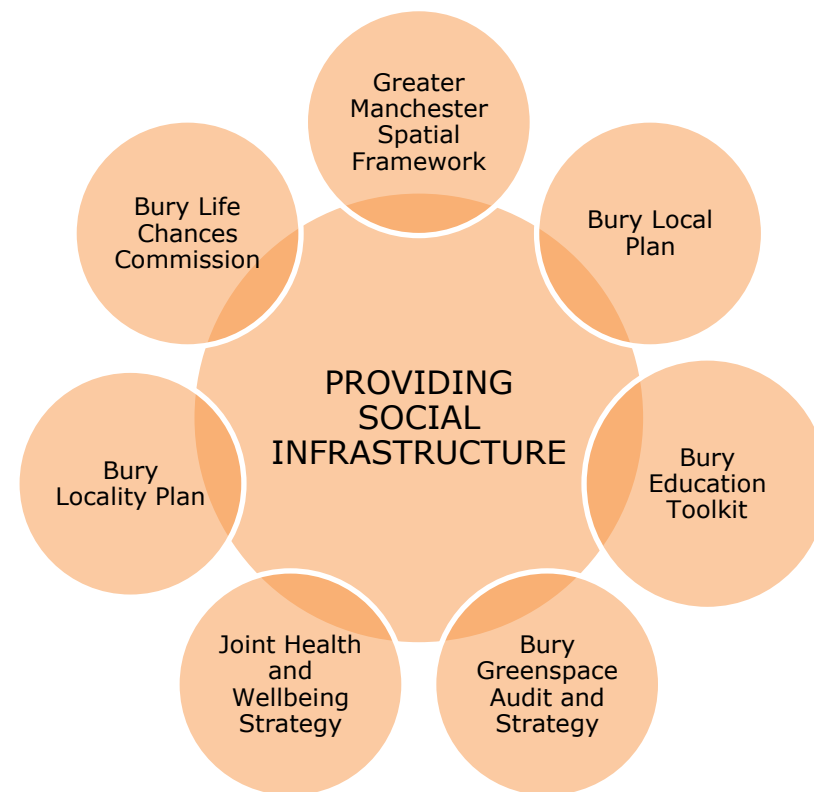 Greater
Manchester
Spatial
Framework
Bury Local
Plan
Bury
Education
Toolkit
Bury
Greenspace
Audit and
Strategy
Joint Health
and
Wellbeing
Strategy
Bury
Locality Plan
Bury Life
Chances
Commission
PROVIDING
SOCIAL
INFRASTRUCTURE